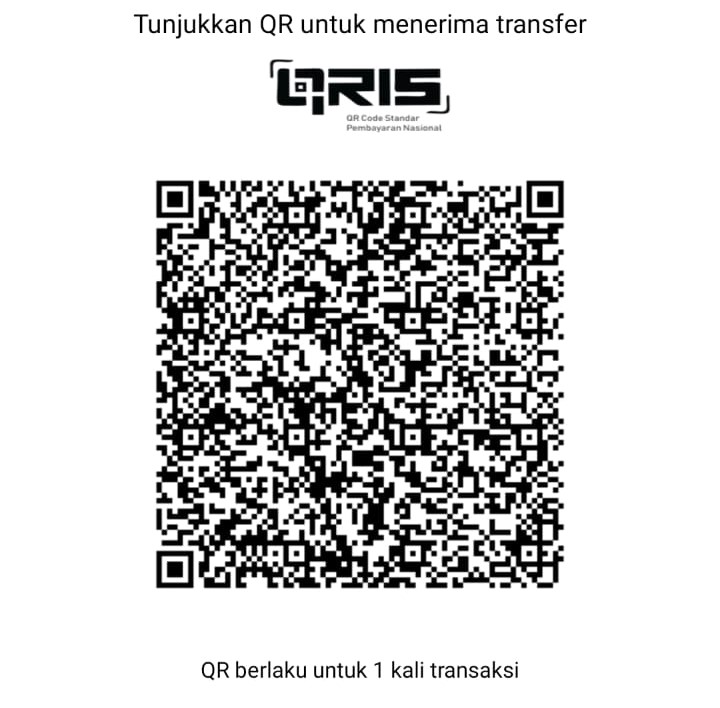 Tunjukkan QR untuk menerima transfer
QRIS
QR Code Standar
Pembayaran Nasional
QR berlaku untuk 1 kali transaksi